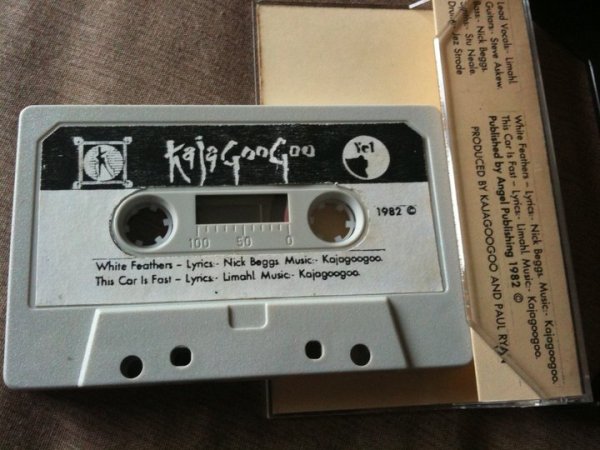 KajaGooGoo
1982 ©
100 50 0
White Feathers – Lyrics:- Nick Beggs. Music:- Kajagoogoo.
This Car Is Fast – Lyrics:- Limahl. Music:- Kajagoogoo.
Lead Vocals:- Limahl
Guitars:- Steve Askew.
Bass:- Nick Beggs.
Stu Neale.
Drums:- Jez Strode
White Feathers – Lyrics:- Nick Beggs. Music:- Kajagoogoo.
This Car Is Fast – Lyrics:- Limahl. Music:- Kajagoogoo.
Published by Angel Publishing 1982 ©
PRODUCED BY KAJAGOOGOO AND PAUL RYAN